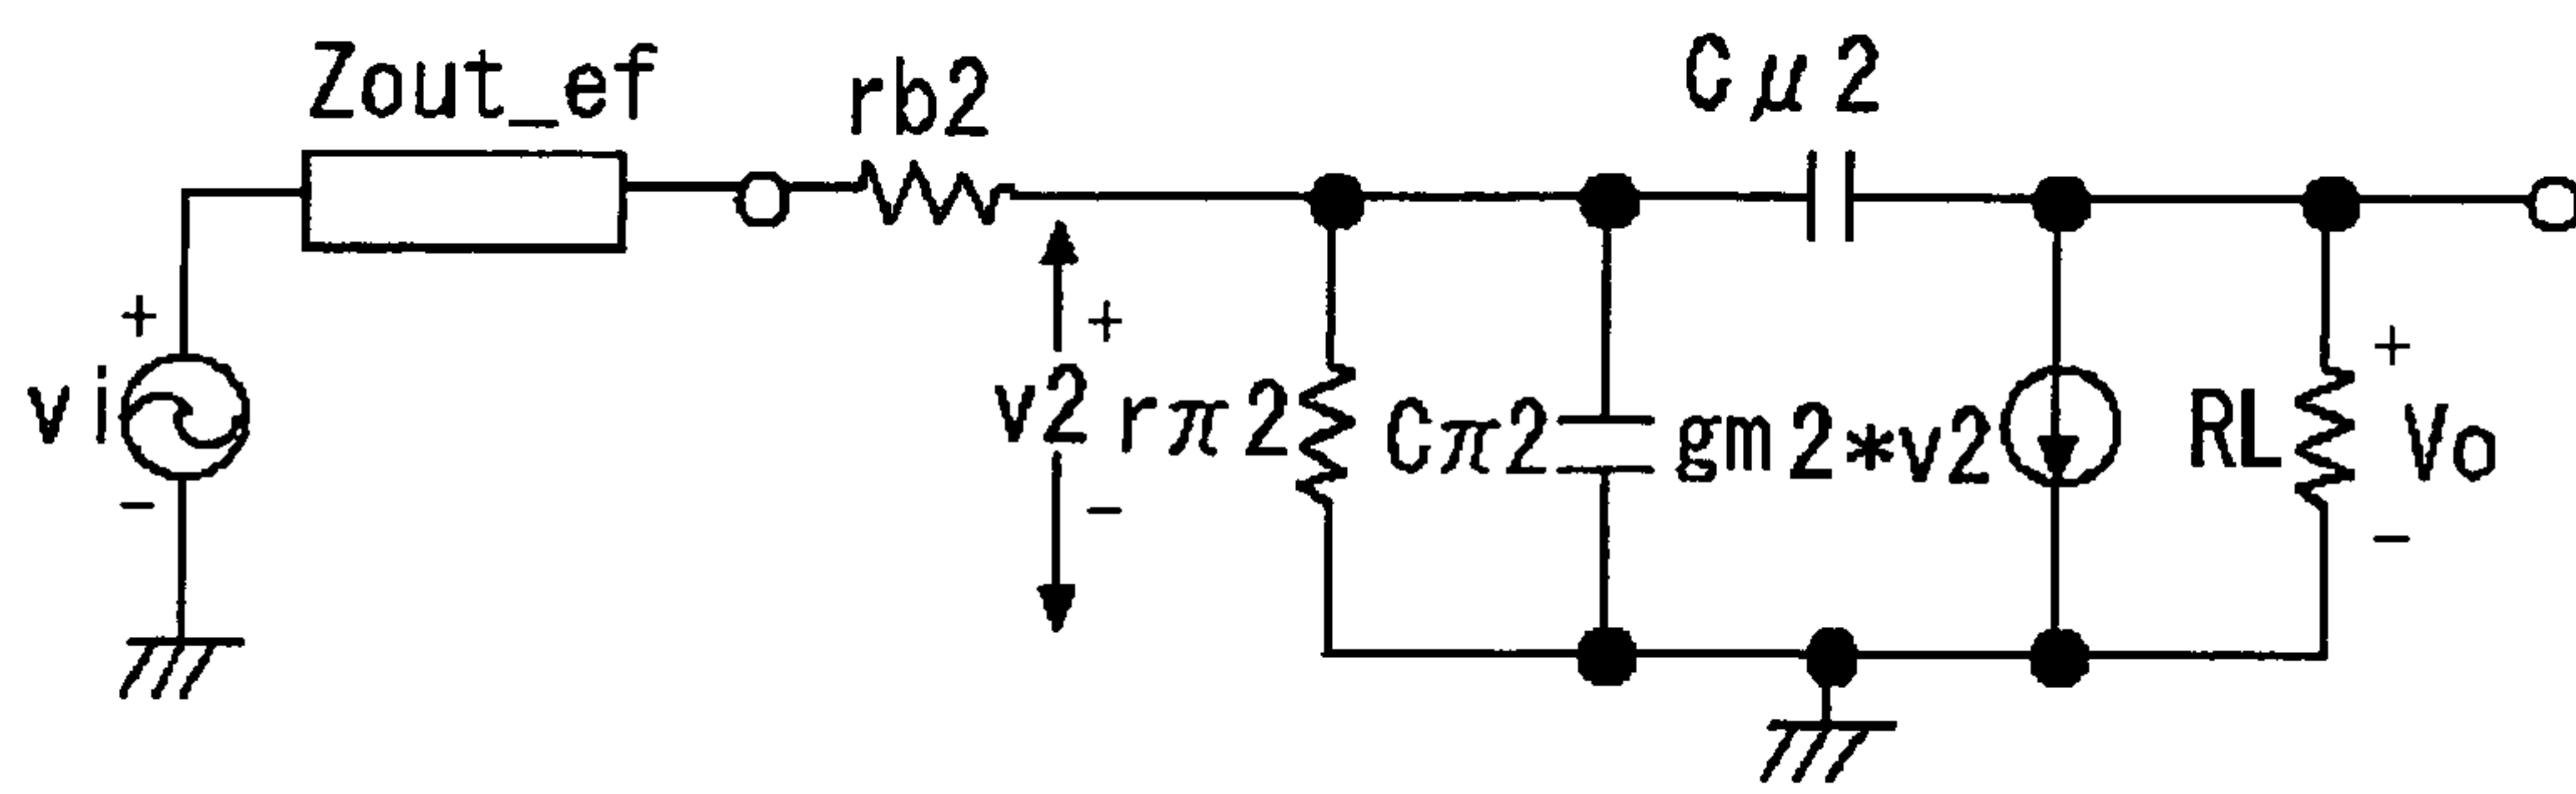 Zout_ef
rb2
Cμ2
+
vi
-
+
v2
-
rπ2
Cπ2
gm2*v2
RL
+
Vo
-